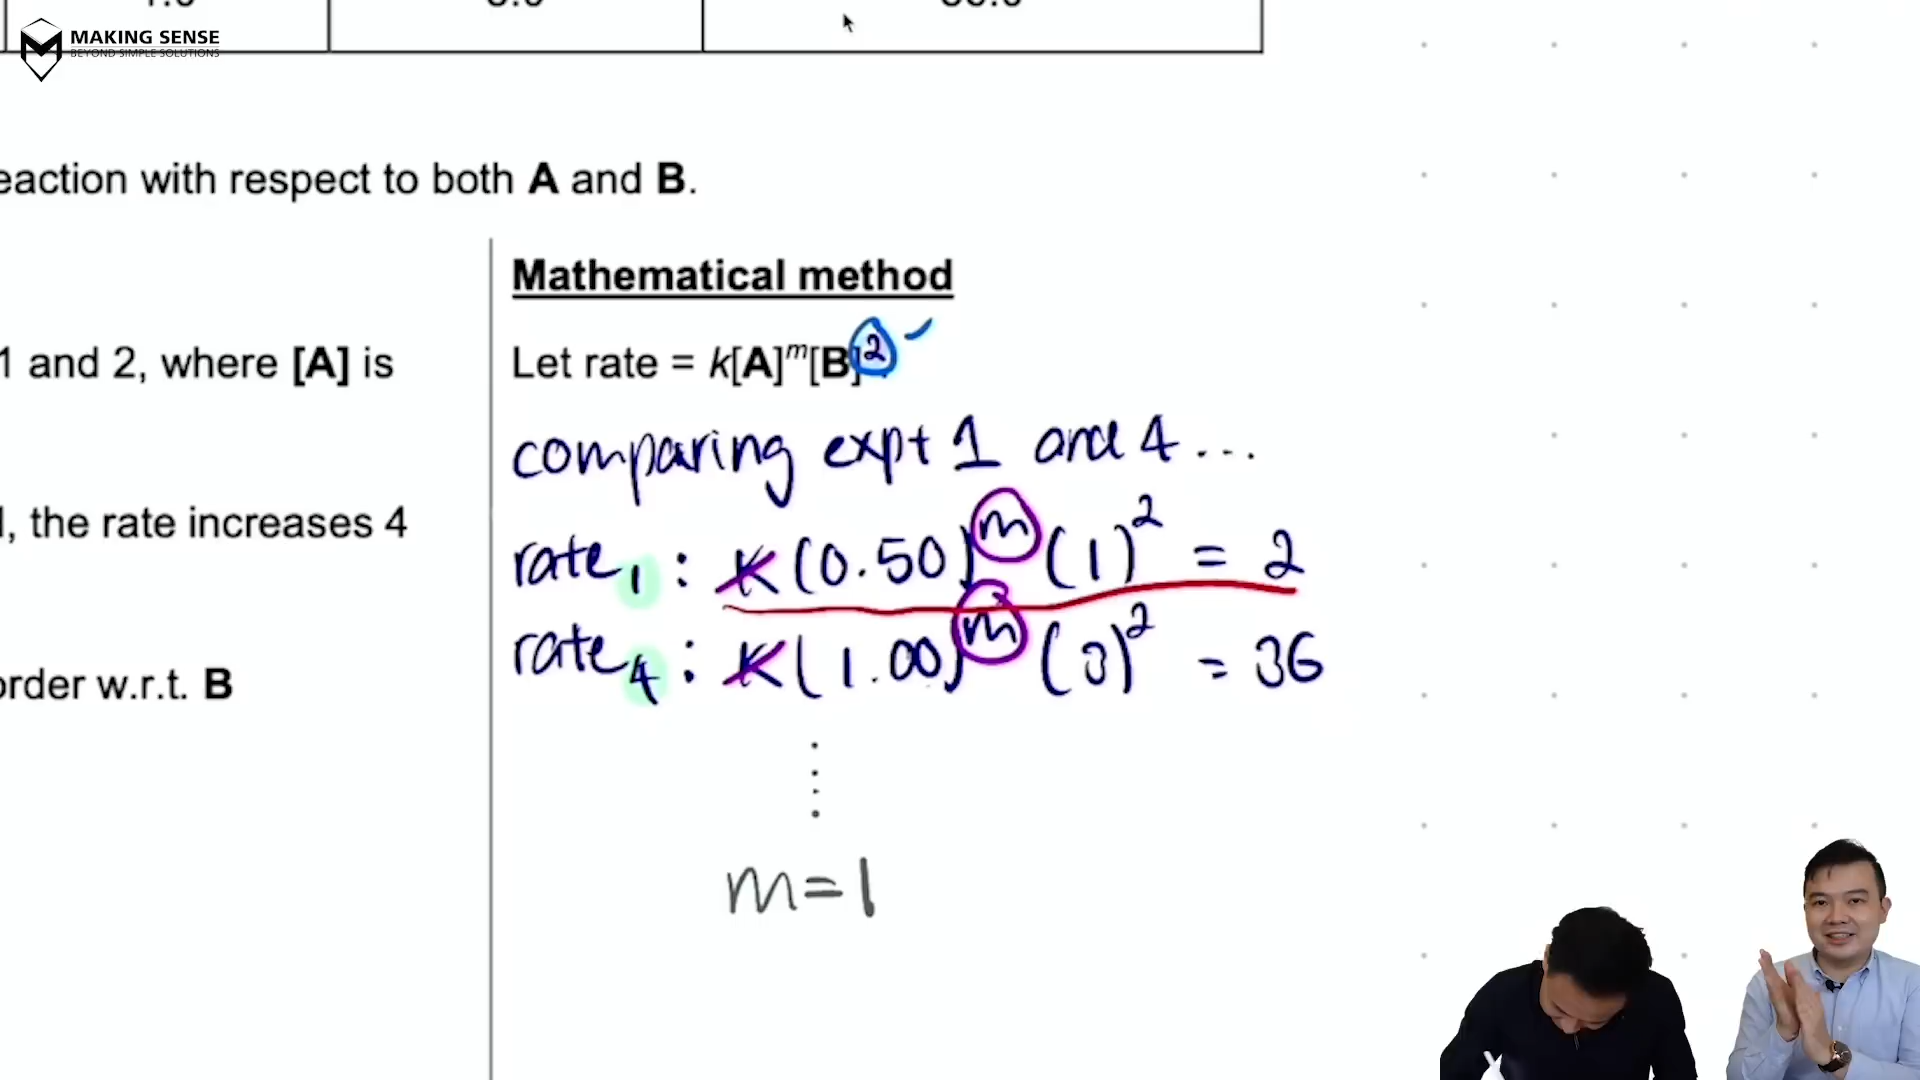 MAKING SENSE
BEYOND SIMPLE SOLUTIONS
eaction with respect to both A and B.
Mathematical method
1 and 2, where [A] is
Let rate = k[A]^m[B]^2
comparing expt 1 and 4 ...
, the rate increases 4
rate1 : K(0.50)^m (1)^2 = 2
rate4 : K(1.00)^m (3)^2 = 36
order w.r.t. B
m=1